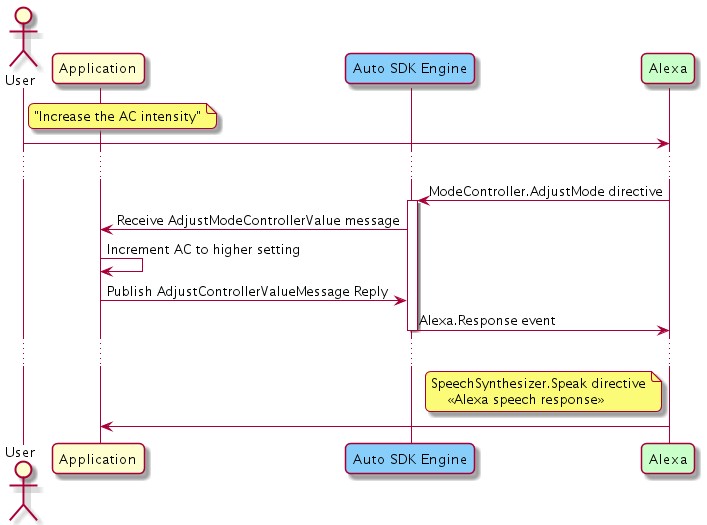 User
Application
Auto SDK Engine
Alexa
"Increase the AC intensity"
ModeController.AdjustMode directive
Receive AdjustModeControllerValue message
Increment AC to higher setting
Publish AdjustControllerValueMessage Reply
Alexa.Response event
SpeechSynthesizer.Speak directive
«Alexa speech response»
User
Application
Auto SDK Engine
Alexa